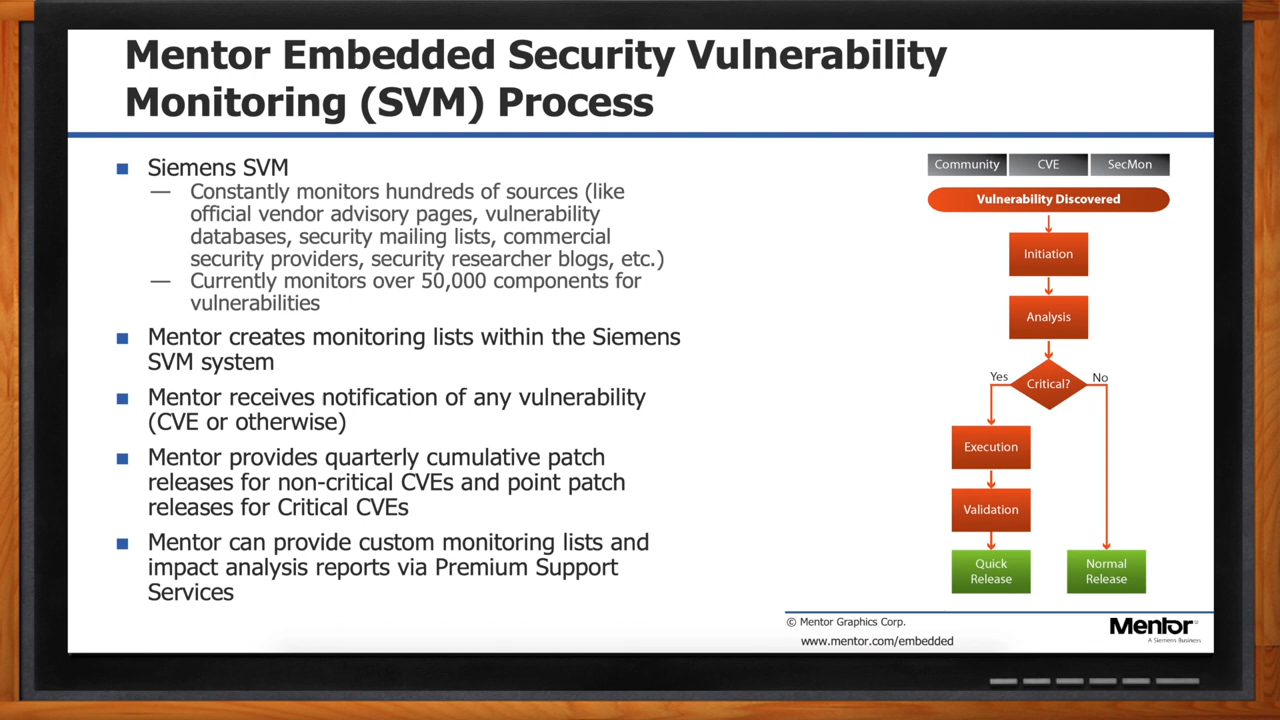 Mentor Embedded Security Vulnerability
Monitoring (SVM) Process
■ Siemens SVM
— Constantly monitors hundreds of sources (like
official vendor advisory pages, vulnerability
databases, security mailing lists, commercial
security providers, security researcher blogs, etc.)
— Currently monitors over 50,000 components for
vulnerabilities
■ Mentor creates monitoring lists within the Siemens
SVM system
■ Mentor receives notification of any vulnerability
(CVE or otherwise)
■ Mentor provides quarterly cumulative patch
releases for non-critical CVEs and point patch
releases for Critical CVEs
■ Mentor can provide custom monitoring lists and
impact analysis reports via Premium Support
Services
Community CVE SecMon
Vulnerability Discovered
Initiation
Analysis
Yes Critical? No
Execution
Validation
Quick
Release
Normal
Release
© Mentor Graphics Corp.
www.mentor.com/embedded
Mentor
A Siemens Business